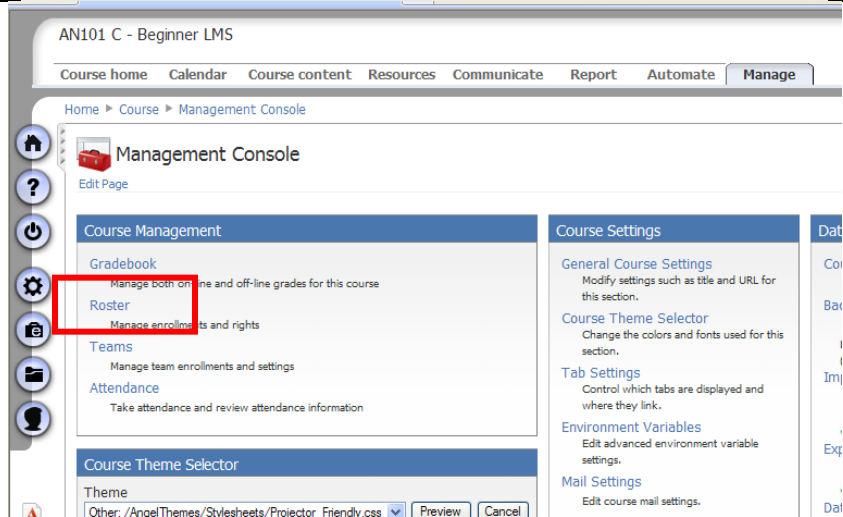 AN101 C - Beginner LMS
Course home Calendar Course content Resources Communicate Report Automate Manage
Home Course Management Console
Management Console
Edit Page
Course Management
Gradebook
Manage both on-line and off-line grades for this course
Roster
Manage enrollments and rights
Teams
Manage team enrollments and settings
Attendance
Take attendance and review attendance information
Course Theme Selector
Theme
Other: /AngelThemes/Stylesheets/Projector_Friendly.css Preview Cancel
Course Settings
General Course Settings
Modify settings such as title and URL for
this section.
Course Theme Selector
Change the colors and fonts used for this
section.
Tab Settings
Control which tabs are displayed and
where they link.
Environment Variables
Edit advanced environment variable
settings.
Mail Settings
Edit course mail settings.
Dat
Cou
Bac
Imp
Exp
Dat